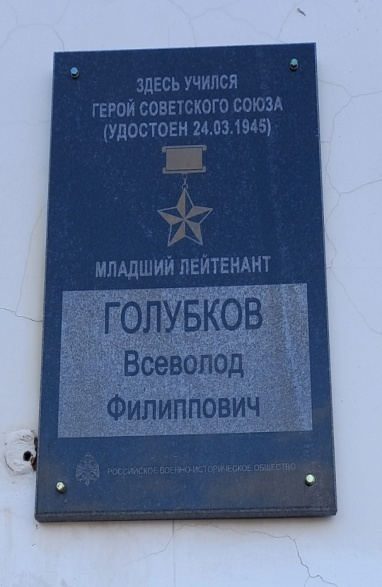 ЗДЕСЬ УЧИЛСЯ
ГЕРОЙ СОВЕТСКОГО СОЮЗА
(УДОСТОЕН 24.03.1945)
МЛАДШИЙ ЛЕЙТЕНАНТ
ГОЛУБКОВ
Всеволод
Филиппович
РОССИЙСКОЕ ВОЕННО-ИСТОРИЧЕСКОЕ ОБЩЕСТВО